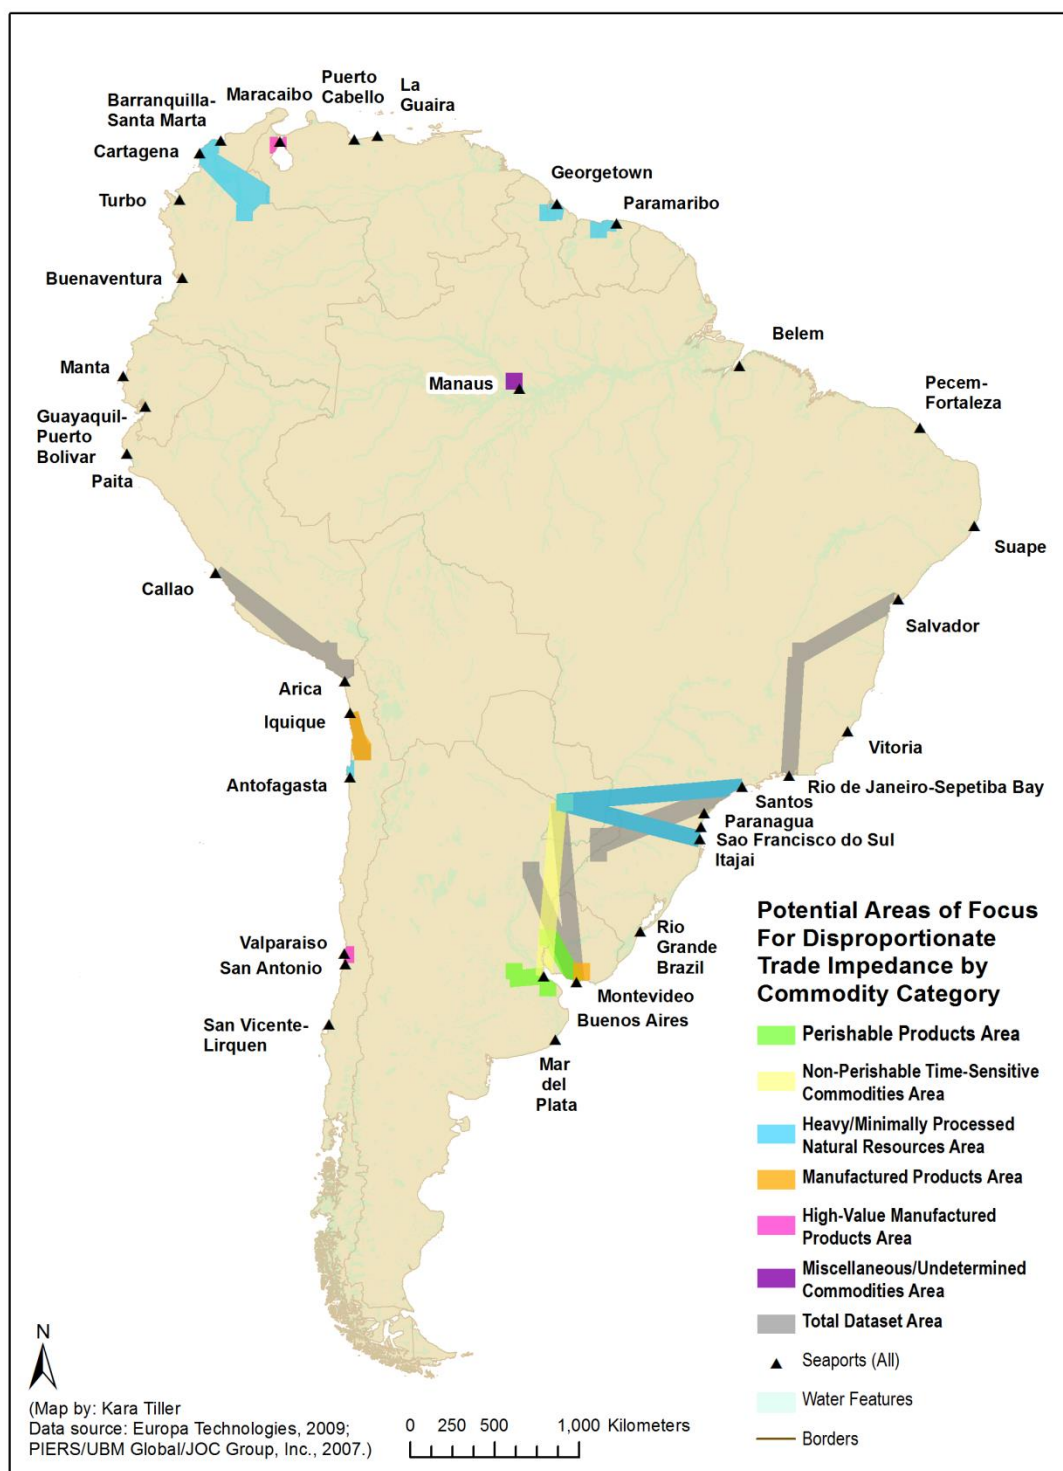 Barranquilla-
Santa Marta
Maracaibo
Puerto
Cabello
La
Guaira
Cartagena
Turbo
Georgetown
Paramaribo
Buenaventura
Belem
Manta
Manaus
Pecem-
Fortaleza
Guayaquil-
Puerto
Bolivar
Paita
Suape
Callao
Salvador
Arica
Iquique
Vitoria
Antofagasta
Rio de Janeiro-Sepetiba Bay
Santos
Paranagua
Sao Francisco do Sul
Itajai
Valparaiso
San Antonio
Rio
Grande
Brazil
Montevideo
Buenos Aires
San Vicente-
Lirquen
Mar
del
Plata
Potential Areas of Focus
For Disproportionate
Trade Impedance by
Commodity Category
Perishable Products Area
Non-Perishable Time-Sensitive
Commodities Area
Heavy/Minimally Processed
Natural Resources Area
Manufactured Products Area
High-Value Manufactured
Products Area
Miscellaneous/Undetermined
Commodities Area
Total Dataset Area
Seaports (All)
Water Features
Borders
N
(Map by: Kara Tiller
Data source: Europa Technologies, 2009;
PIERS/UBM Global/JOC Group, Inc., 2007.)
0 250 500 1,000 Kilometers